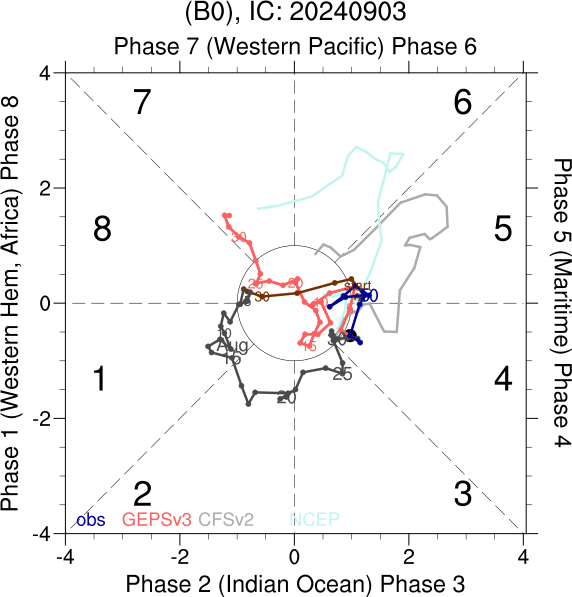 (B0), IC: 20240903
Phase 7 (Western Pacific) Phase 6
Phase 1 (Western Hem, Africa) Phase 8
Phase 5 (Maritime) Phase 4
4
2
0
-2
-4
7
6
8
5
1
4
2
3
30
20
start
15
10
Aug
15
25
20
obs GEPSv3 CFSv2 NCEP
-4 -2 0 2 4
Phase 2 (Indian Ocean) Phase 3